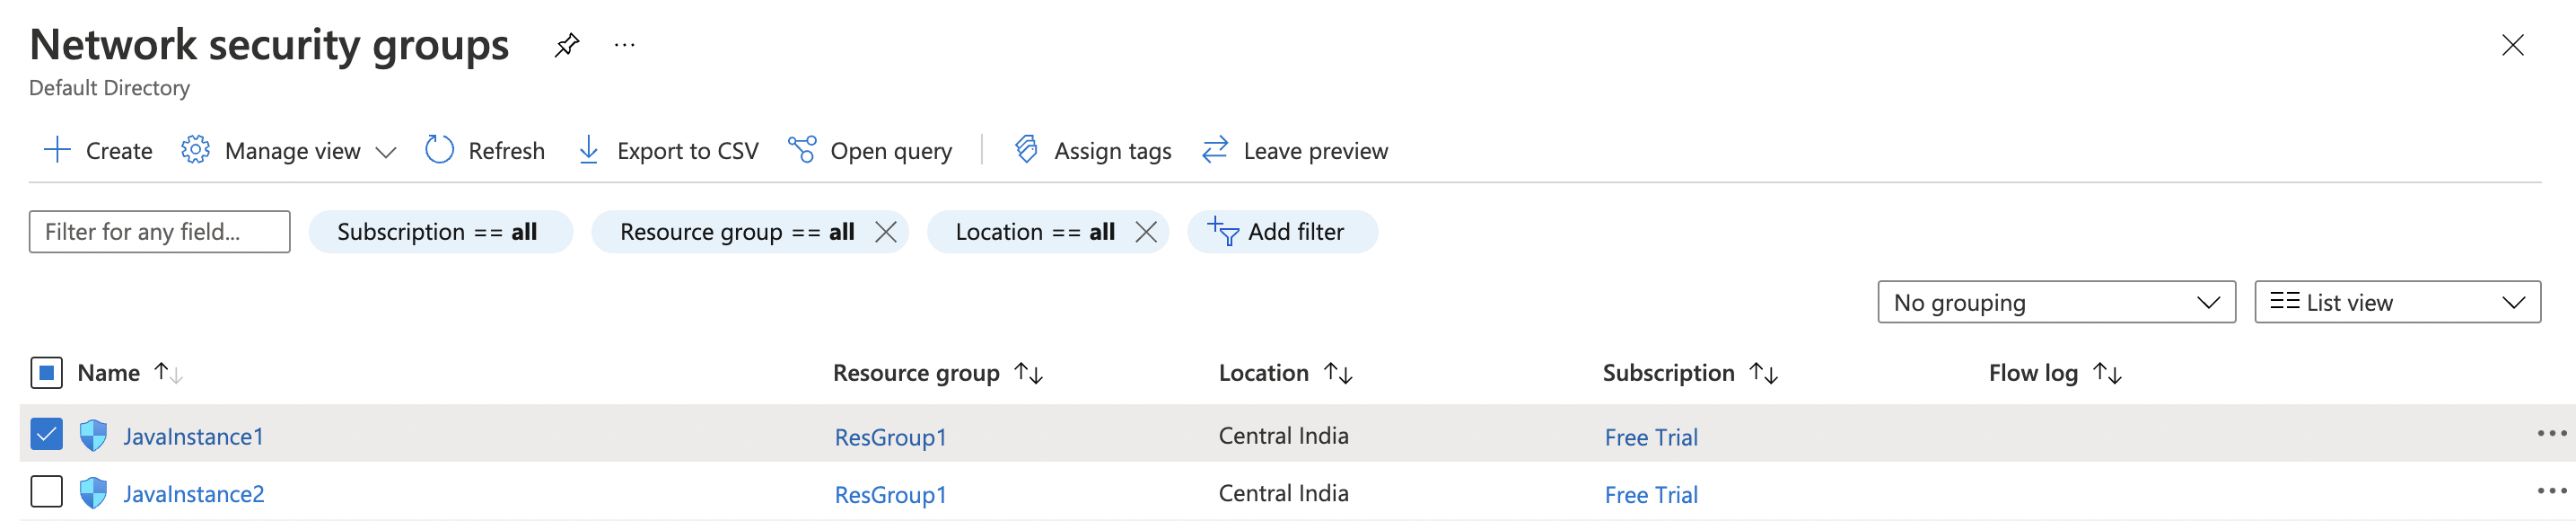 Network security groups
Default Directory
Create Manage view Refresh Export to CSV Open query Assign tags Leave preview
Filter for any field... Subscription == all Resource group == all Location == all Add filter
No grouping List view
Name Resource group Location Subscription Flow log
JavaInstance1 ResGroup1 Central India Free Trial
JavaInstance2 ResGroup1 Central India Free Trial